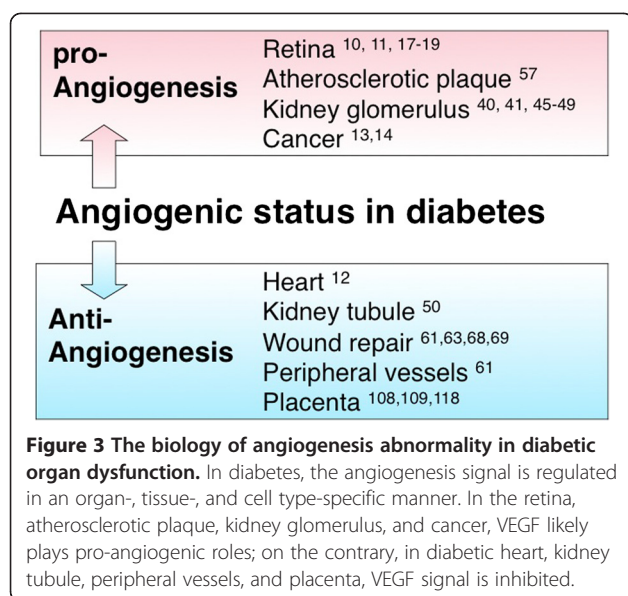 pro-
Angiogenesis
Retina 10, 11, 17-19
Atherosclerotic plaque 57
Kidney glomerulus 40, 41, 45-49
Cancer 13,14
Angiogenic status in diabetes
Anti-
Angiogenesis
Heart 12
Kidney tubule 50
Wound repair 61,63,68,69
Peripheral vessels 61
Placenta 108,109,118
Figure 3 The biology of angiogenesis abnormality in diabetic
organ dysfunction. In diabetes, the angiogenesis signal is regulated
in an organ-, tissue-, and cell type-specific manner. In the retina,
atherosclerotic plaque, kidney glomerulus, and cancer, VEGF likely
plays pro-angiogenic roles; on the contrary, in diabetic heart, kidney
tubule, peripheral vessels, and placenta, VEGF signal is inhibited.